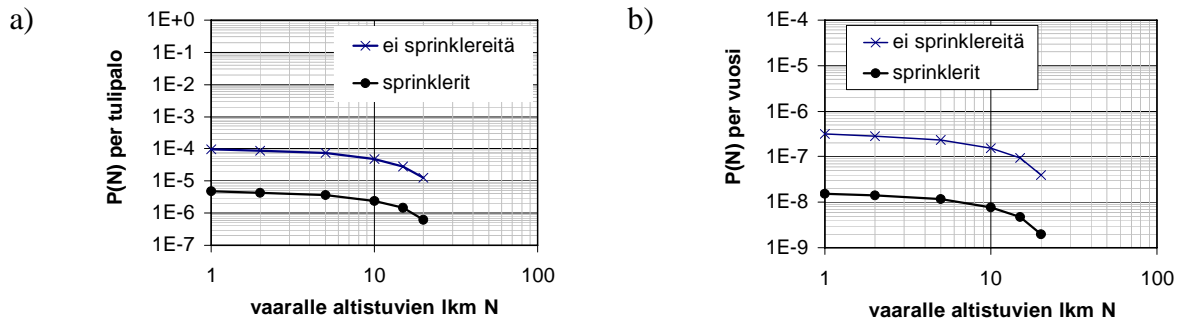 a)
P(N) per tulipalo
1E+0
1E-1
1E-2
1E-3
1E-4
1E-5
1E-6
1E-7
ei sprinklereitä
sprinklerit
1 10 100
vaaralle altistuvien lkm N
b)
P(N) per vuosi
1E-4
1E-5
1E-6
1E-7
1E-8
1E-9
ei sprinklereitä
sprinklerit
1 10 100
vaaralle altistuvien lkm N